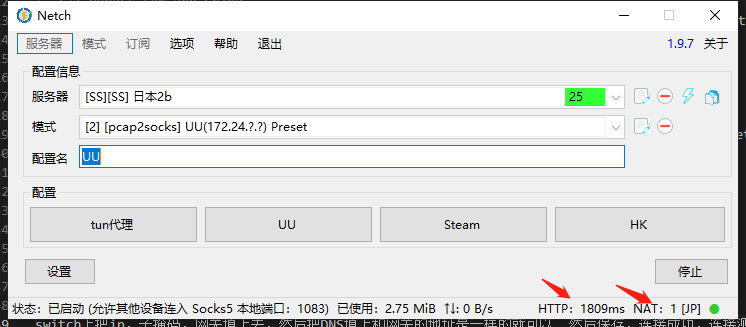 Netch
服务器 模式 订阅 选项 帮助 退出 1.9.7 关于
配置信息
服务器 [SS][SS] 日本2b 25
模式 [2] [pcap2socks] UU(172.24.?.?) Preset
配置名 UU
配置
tun代理 UU Steam HK
设置 停止
状态：已启动 (允许其他设备连入 Socks5 本地端口：1083) 已使用：2.75 MiB ↑↓: 0 B/s HTTP：1809ms NAT：1 [JP]